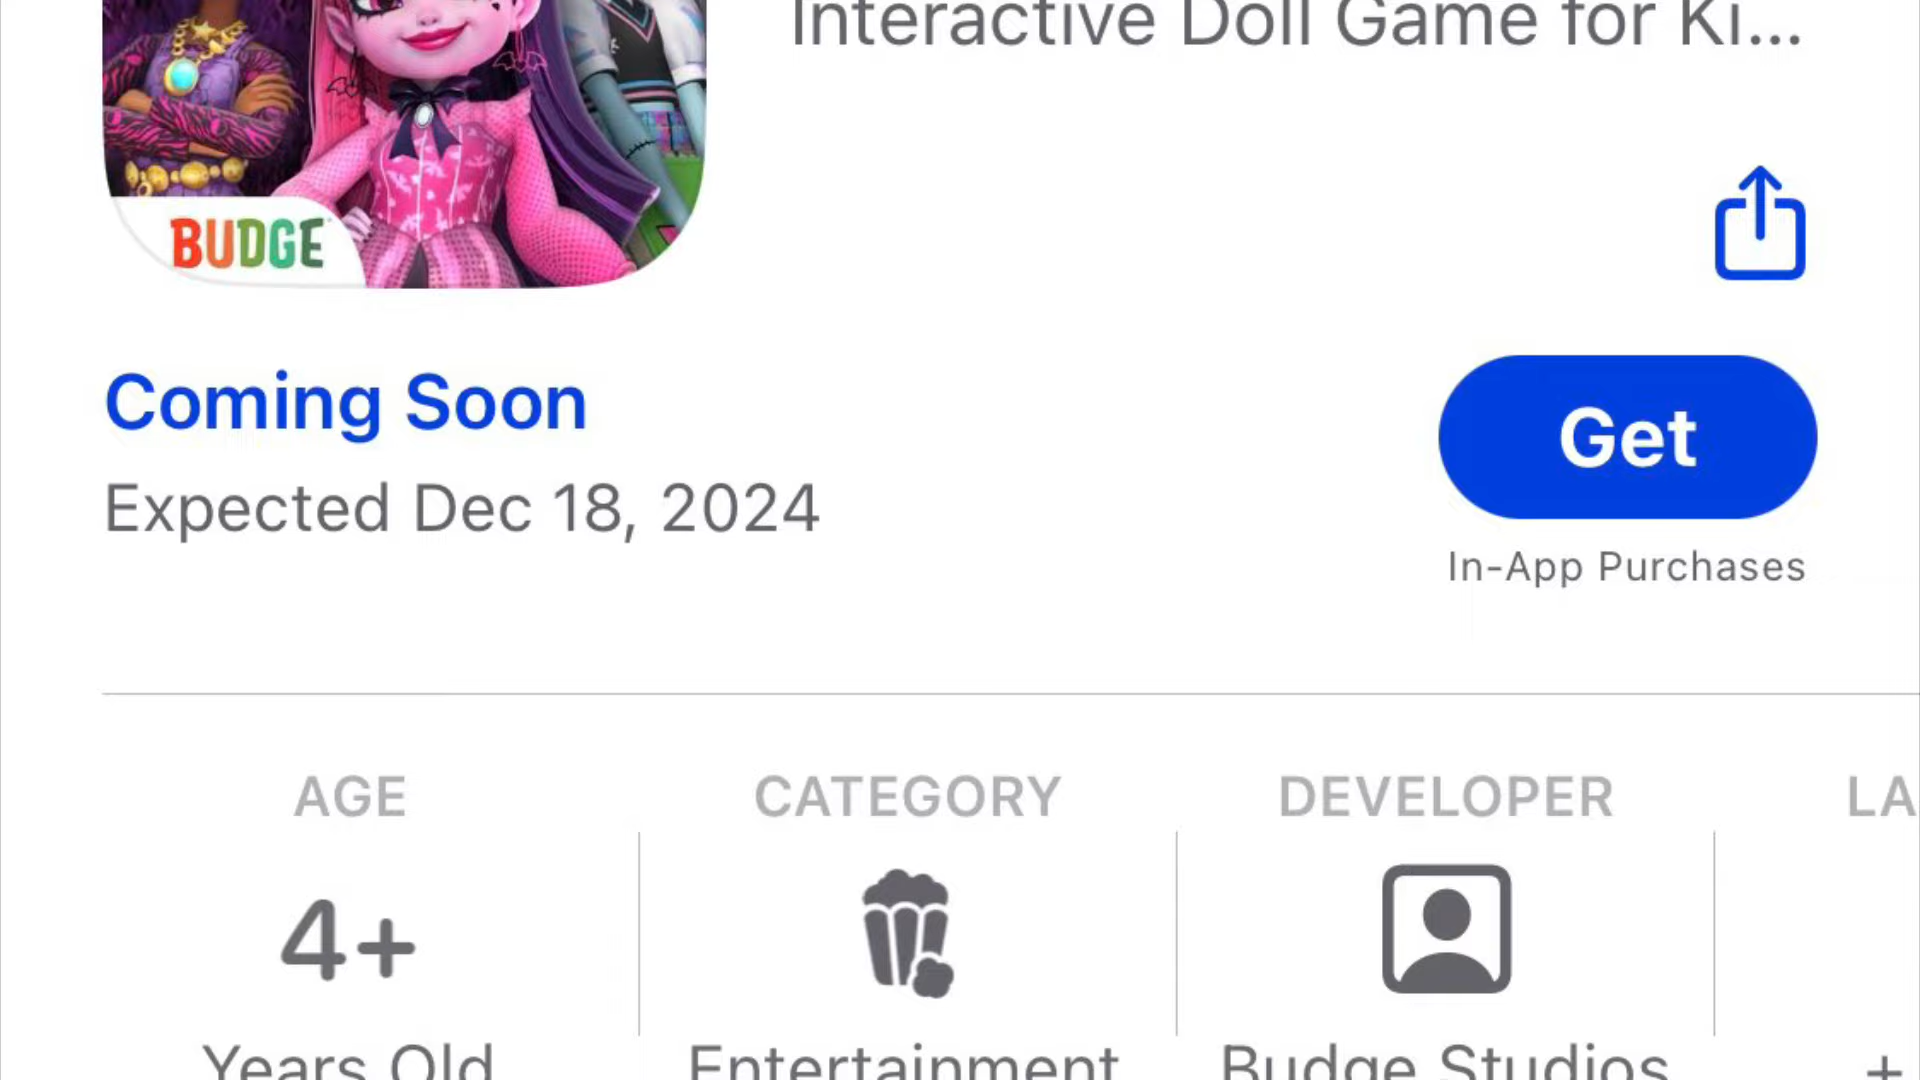 Interactive Doll Game for Ki...
BUDGE
Coming Soon
Expected Dec 18, 2024
Get
In-App Purchases
AGE
CATEGORY
DEVELOPER
LA
4+
Years Old
Entertainment
Budge Studios
+